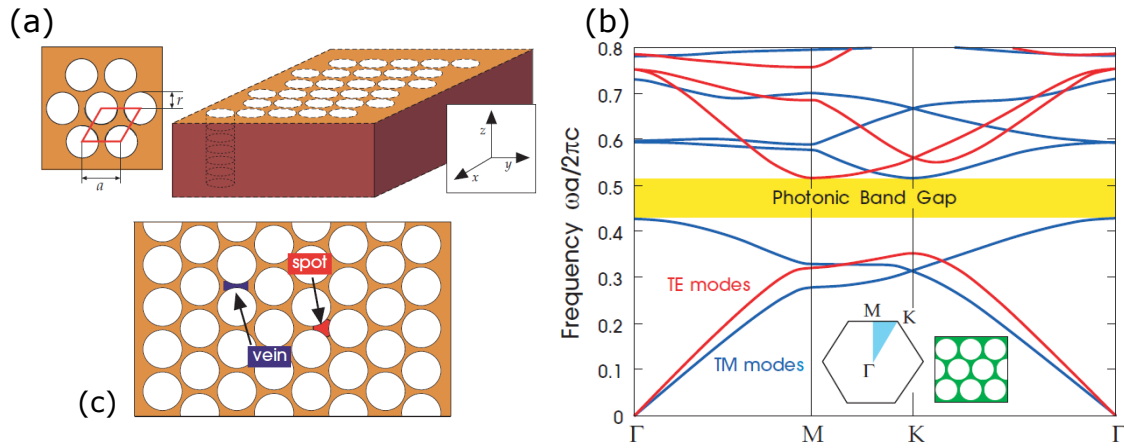 (a)
r
a
z
y
x
spot
vein
(c)
(b)
Frequency ωa/2πc
0.8
0.7
0.6
0.5
0.4
0.3
0.2
0.1
0
Photonic Band Gap
TE modes
TM modes
M
K
Γ
Γ M K Γ